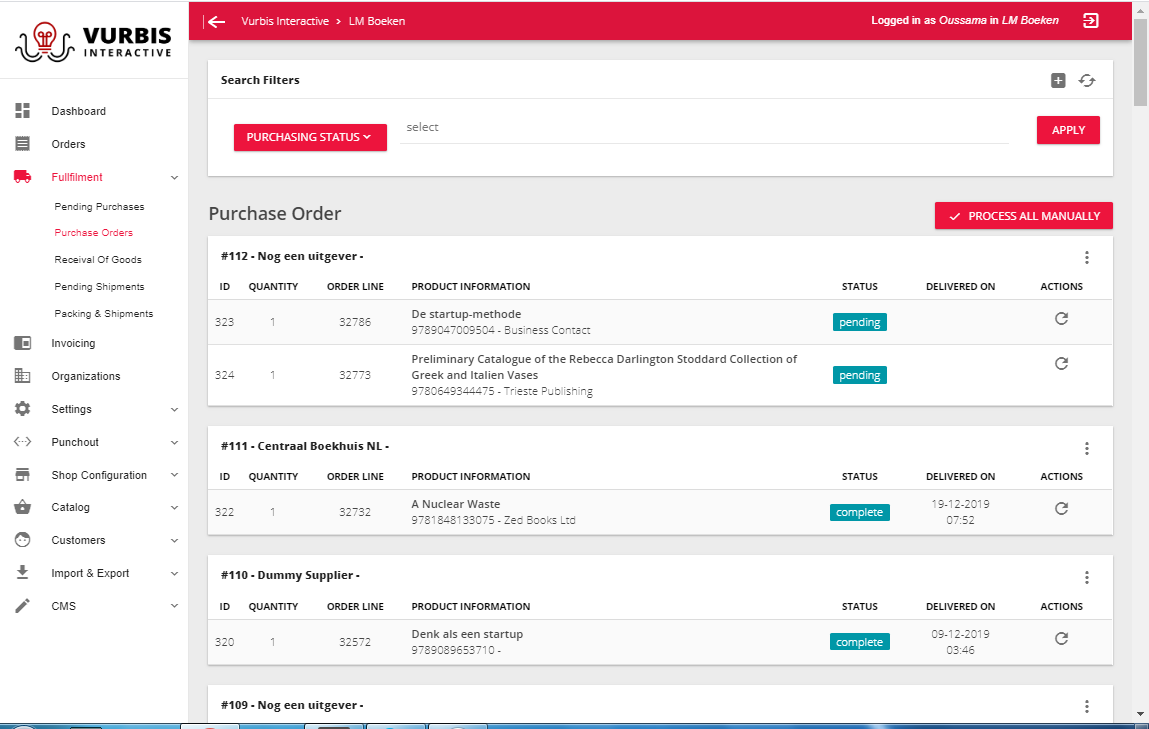 VURBIS
INTERACTIVE
Vurbis Interactive > LM Boeken
Logged in as Oussama in LM Boeken
Dashboard
Orders
Fullfilment
Pending Purchases
Purchase Orders
Receival Of Goods
Pending Shipments
Packing & Shipments
Invoicing
Organizations
Settings
Punchout
Shop Configuration
Catalog
Customers
Import & Export
CMS
Search Filters
PURCHASING STATUS
select
APPLY
Purchase Order
PROCESS ALL MANUALLY
#112 - Nog een uitgever -
ID QUANTITY ORDER LINE PRODUCT INFORMATION STATUS DELIVERED ON ACTIONS
323 1 32786 De startup-methode pending
9789047009504 - Business Contact
324 1 32773 Preliminary Catalogue of the Rebecca Darlington Stoddard Collection of
Greek and Italien Vases pending
9780649344475 - Trieste Publishing
#111 - Centraal Boekhuis NL -
ID QUANTITY ORDER LINE PRODUCT INFORMATION STATUS DELIVERED ON ACTIONS
322 1 32732 A Nuclear Waste complete 19-12-2019
9781848133075 - Zed Books Ltd 07:52
#110 - Dummy Supplier -
ID QUANTITY ORDER LINE PRODUCT INFORMATION STATUS DELIVERED ON ACTIONS
320 1 32572 Denk als een startup complete 09-12-2019
9789089653710 - 03:46
#109 - Nog een uitgever -